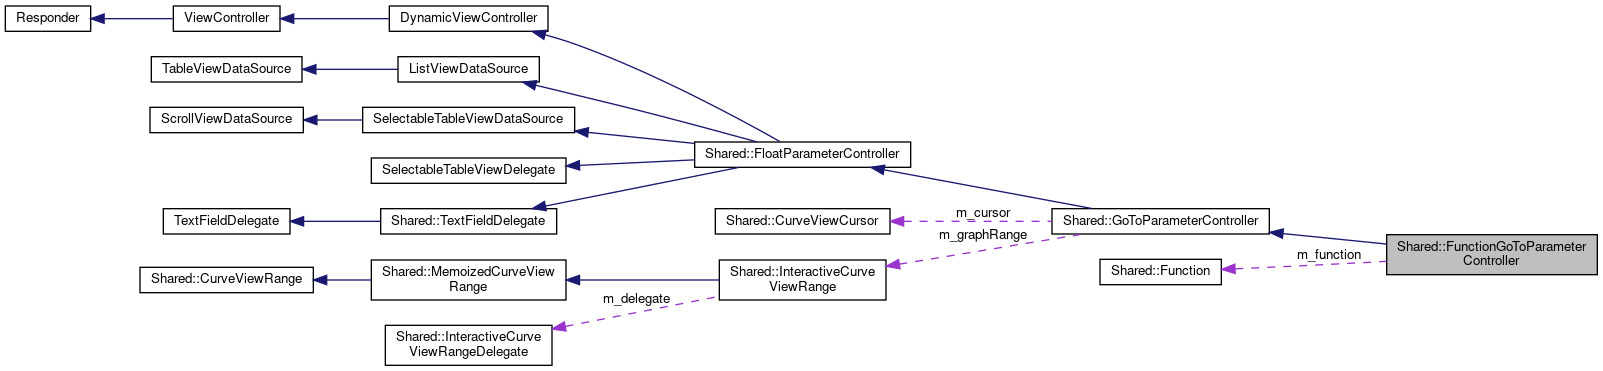 Responder
ViewController
DynamicViewController
TableViewDataSource
ListViewDataSource
ScrollViewDataSource
SelectableTableViewDataSource
Shared::FloatParameterController
SelectableTableViewDelegate
TextFieldDelegate
Shared::TextFieldDelegate
Shared::CurveViewCursor
m_cursor
Shared::GoToParameterController
m_graphRange
Shared::FunctionGoToParameter
Controller
m_function
Shared::Function
Shared::CurveViewRange
Shared::MemoizedCurveView
Range
Shared::InteractiveCurve
ViewRange
m_delegate
Shared::InteractiveCurve
ViewRangeDelegate